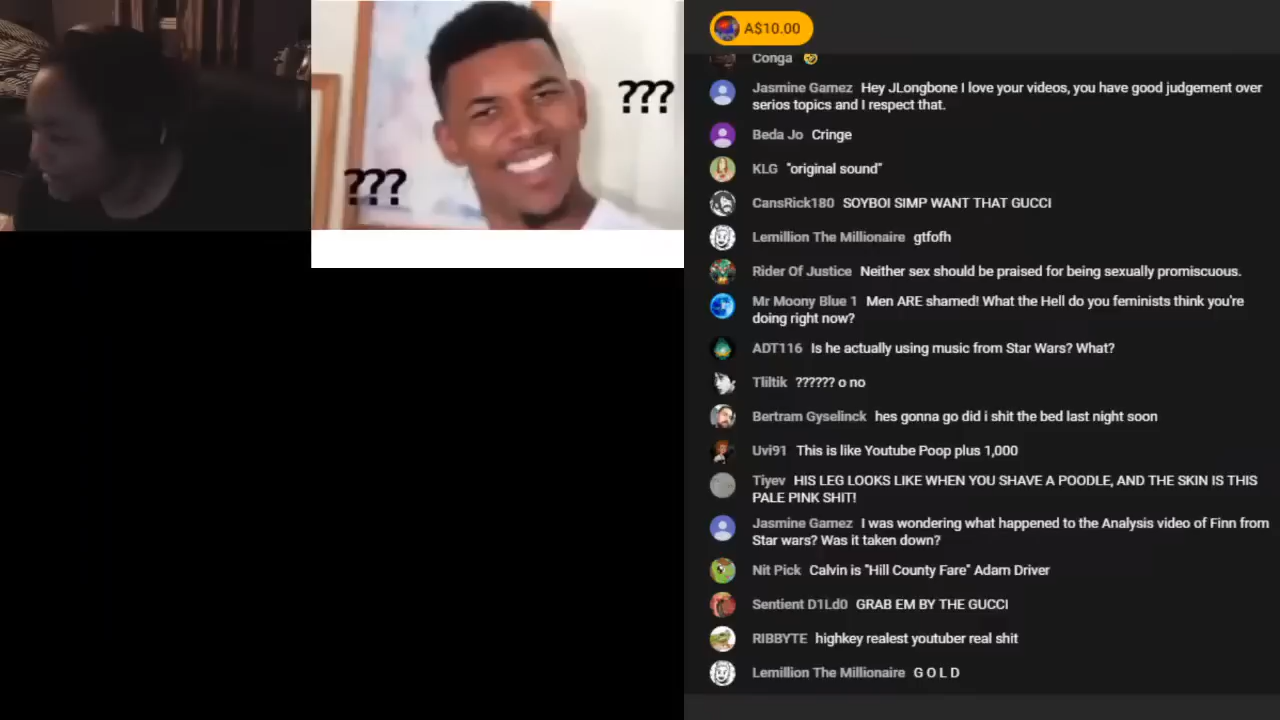 ???
???
A$10.00
Conga 🤣
Jasmine Gamez Hey JLongbone I love your videos, you have good judgement over
serios topics and I respect that.
Beda Jo Cringe
KLG "original sound"
CansRick180 SOYBOI SIMP WANT THAT GUCCI
Lemillion The Millionaire gtfofh
Rider Of Justice Neither sex should be praised for being sexually promiscuous.
Mr Moony Blue 1 Men ARE shamed! What the Hell do you feminists think you're
doing right now?
ADT116 Is he actually using music from Star Wars? What?
Tliltik ?????? o no
Bertram Gyselinck hes gonna go did i shit the bed last night soon
Uvi91 This is like Youtube Poop plus 1,000
Tiyev HIS LEG LOOKS LIKE WHEN YOU SHAVE A POODLE, AND THE SKIN IS THIS
PALE PINK SHIT!
Jasmine Gamez I was wondering what happened to the Analysis video of Finn from
Star wars? Was it taken down?
Nit Pick Calvin is "Hill County Fare" Adam Driver
Sentient D1Ld0 GRAB EM BY THE GUCCI
RIBBYTE highkey realest youtuber real shit
Lemillion The Millionaire G O L D